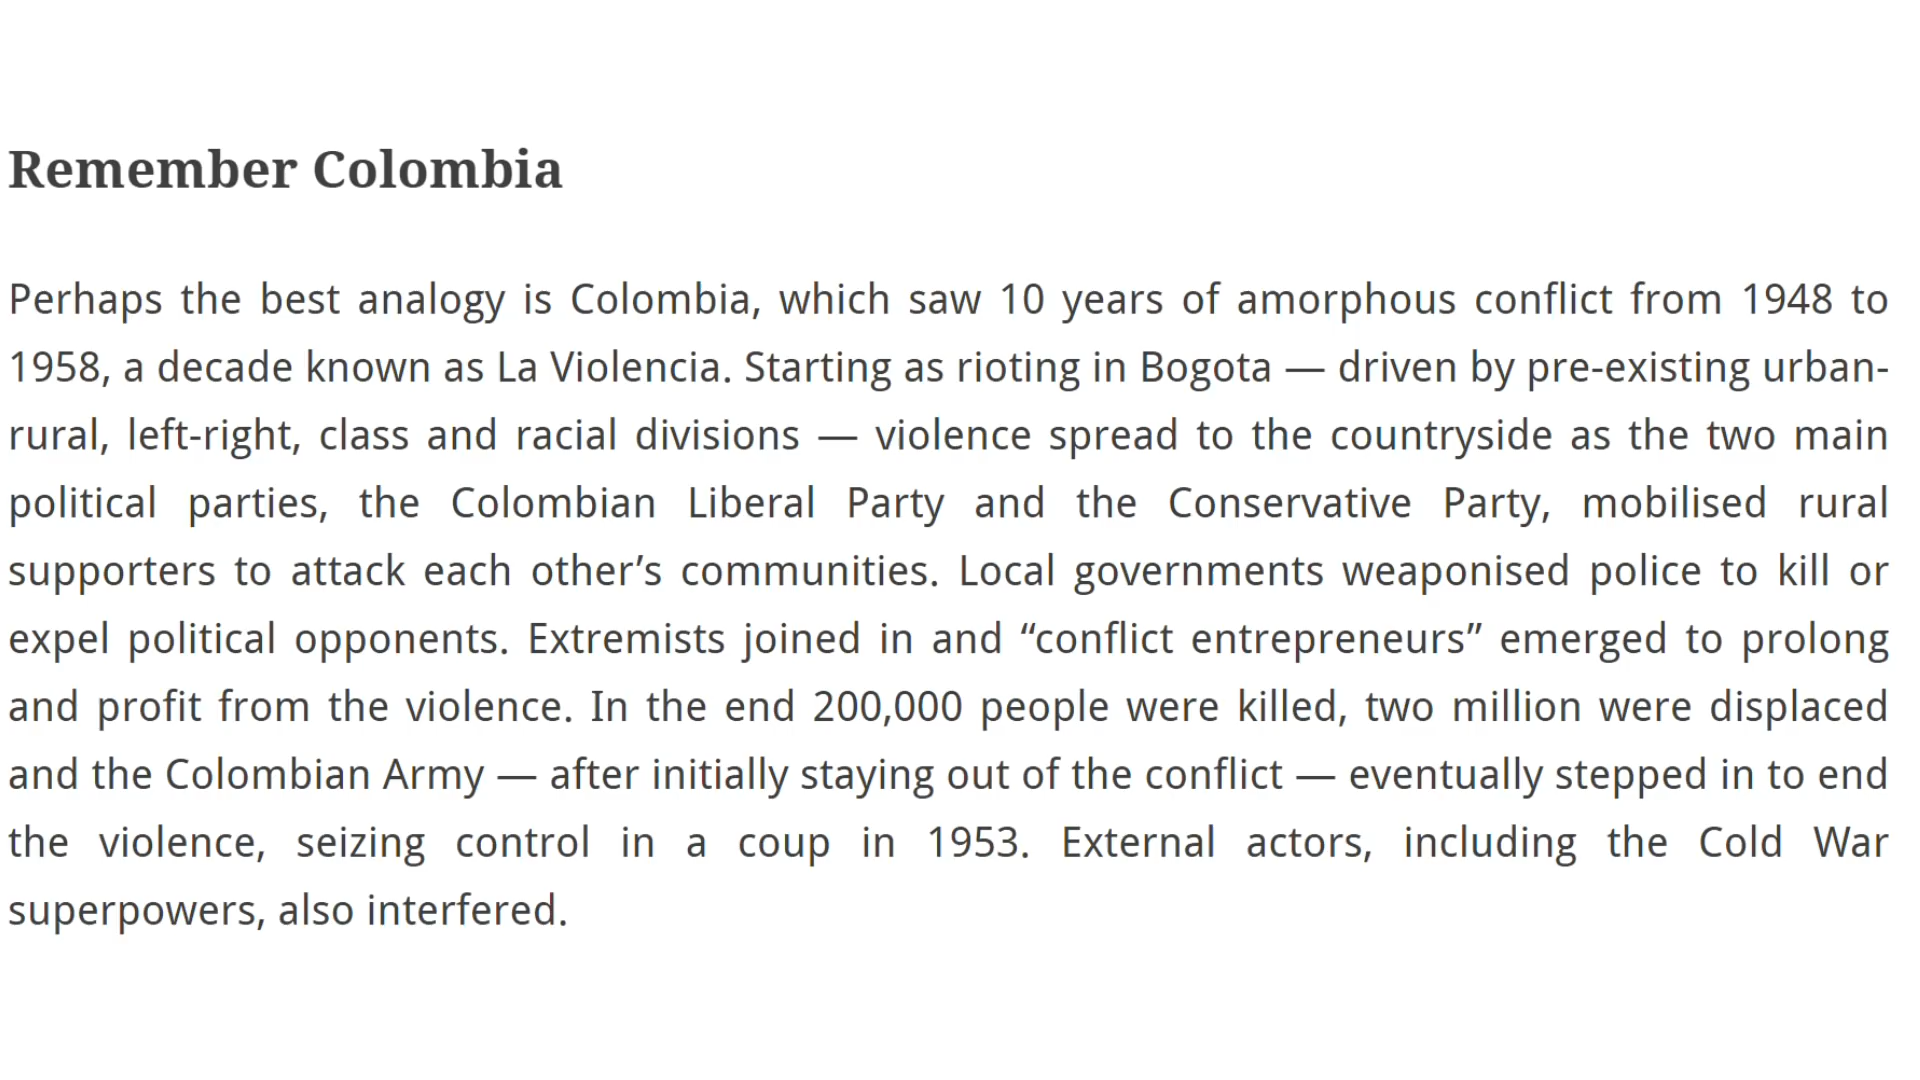 Remember Colombia
Perhaps the best analogy is Colombia, which saw 10 years of amorphous conflict from 1948 to
1958, a decade known as La Violencia. Starting as rioting in Bogota — driven by pre-existing urban-
rural, left-right, class and racial divisions — violence spread to the countryside as the two main
political parties, the Colombian Liberal Party and the Conservative Party, mobilised rural
supporters to attack each other’s communities. Local governments weaponised police to kill or
expel political opponents. Extremists joined in and “conflict entrepreneurs” emerged to prolong
and profit from the violence. In the end 200,000 people were killed, two million were displaced
and the Colombian Army — after initially staying out of the conflict — eventually stepped in to end
the violence, seizing control in a coup in 1953. External actors, including the Cold War
superpowers, also interfered.